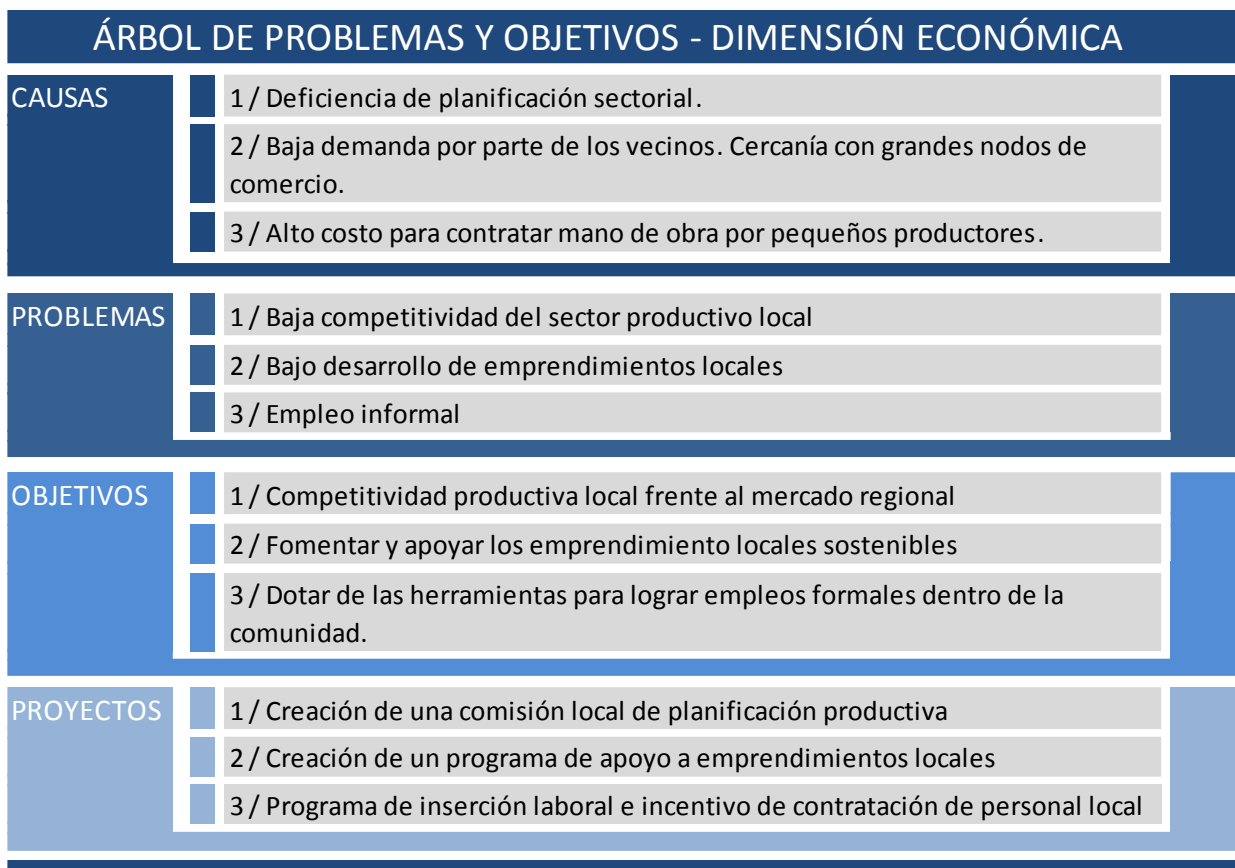 ÁRBOL DE PROBLEMAS Y OBJETIVOS - DIMENSIÓN ECONÓMICA
CAUSAS
1 / Deficiencia de planificación sectorial.
2 / Baja demanda por parte de los vecinos. Cercanía con grandes nodos de
comercio.
3 / Alto costo para contratar mano de obra por pequeños productores.
PROBLEMAS
1 / Baja competitividad del sector productivo local
2 / Bajo desarrollo de emprendimientos locales
3 / Empleo informal
OBJETIVOS
1 / Competitividad productiva local frente al mercado regional
2 / Fomentar y apoyar los emprendimiento locales sostenibles
3 / Dotar de las herramientas para lograr empleos formales dentro de la
comunidad.
PROYECTOS
1 / Creación de una comisión local de planificación productiva
2 / Creación de un programa de apoyo a emprendimientos locales
3 / Programa de inserción laboral e incentivo de contratación de personal local